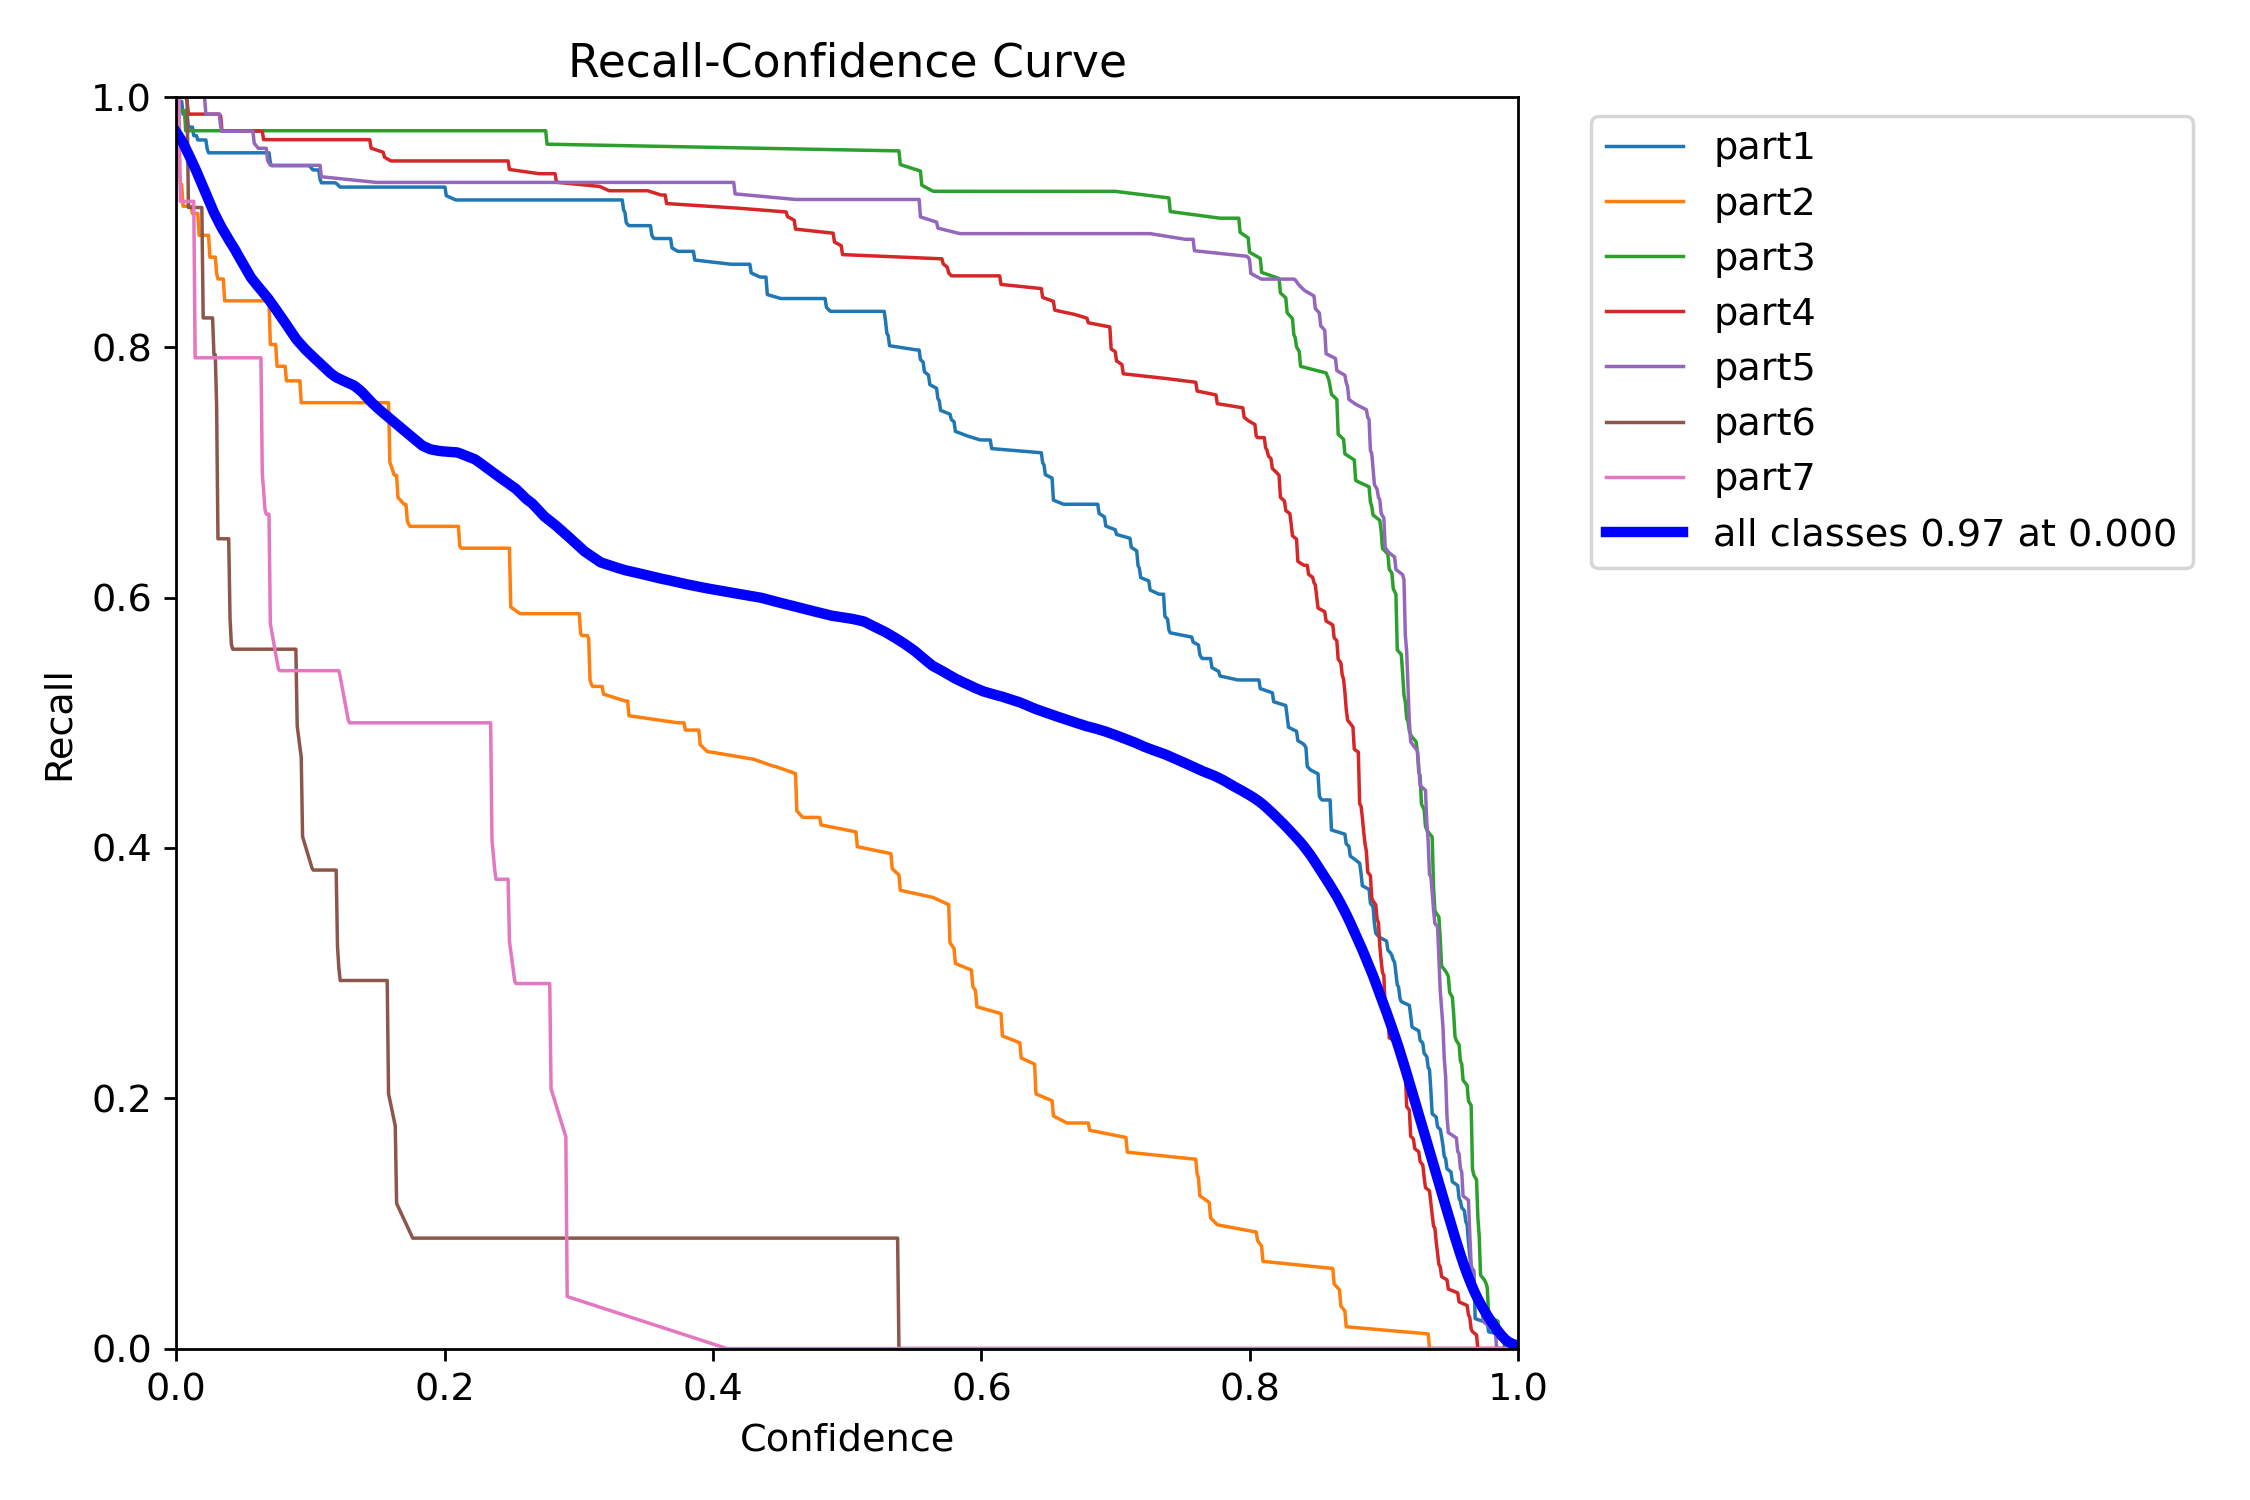 Recall-Confidence Curve
1.0
0.8
0.6
0.4
0.2
0.0
Recall
0.0 0.2 0.4 0.6 0.8 1.0
Confidence
part1
part2
part3
part4
part5
part6
part7
all classes 0.97 at 0.000